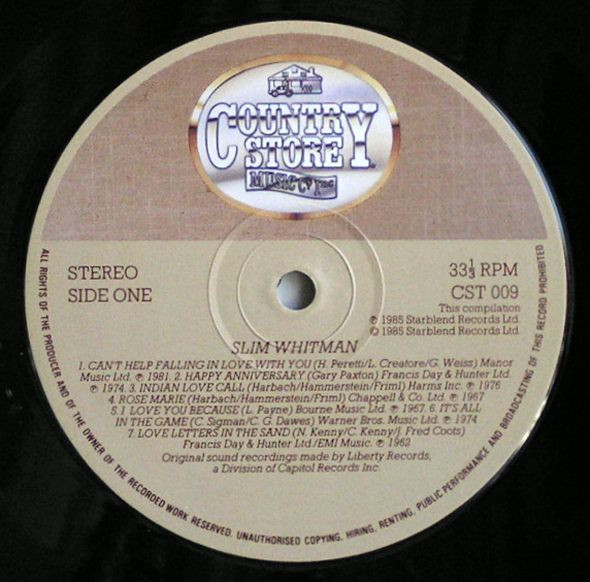 COUNTRY
STORE
MUSIC Co Inc
STEREO
SIDE ONE
33⅓ RPM
CST 009
This compilation
℗ 1985 Starblend Records Ltd.
© 1985 Starblend Records Ltd.
SLIM WHITMAN
1. CAN'T HELP FALLING IN LOVE WITH YOU (H. Peretti/L. Creatore/G. Weiss) Manor
Music Ltd. ℗ 1981. 2. HAPPY ANNIVERSARY (Gary Paxton) Francis Day & Hunter Ltd.
℗ 1974. 3. INDIAN LOVE CALL (Harbach/Hammerstein/Friml) Harms Inc. ℗ 1976
4. ROSE MARIE (Harbach/Hammerstein/Friml) Chappell & Co. Ltd. ℗ 1967
5. I LOVE YOU BECAUSE (L. Payne) Bourne Music Ltd. ℗ 1967. 6. IT'S ALL
IN THE GAME (C. Sigman/C. G. Dawes) Warner Bros. Music Ltd. ℗ 1974
7. LOVE LETTERS IN THE SAND (N. Kenny/C. Kenny/J. Fred Coots)
Francis Day & Hunter Ltd./EMI Music. ℗ 1962
Original sound recordings made by Liberty Records,
a Division of Capitol Records Inc.
ALL RIGHTS OF THE PRODUCER AND OF THE OWNER OF THE RECORDED WORK RESERVED. UNAUTHORISED COPYING, HIRING, RENTING, PUBLIC PERFORMANCE AND BROADCASTING OF THIS RECORD PROHIBITED